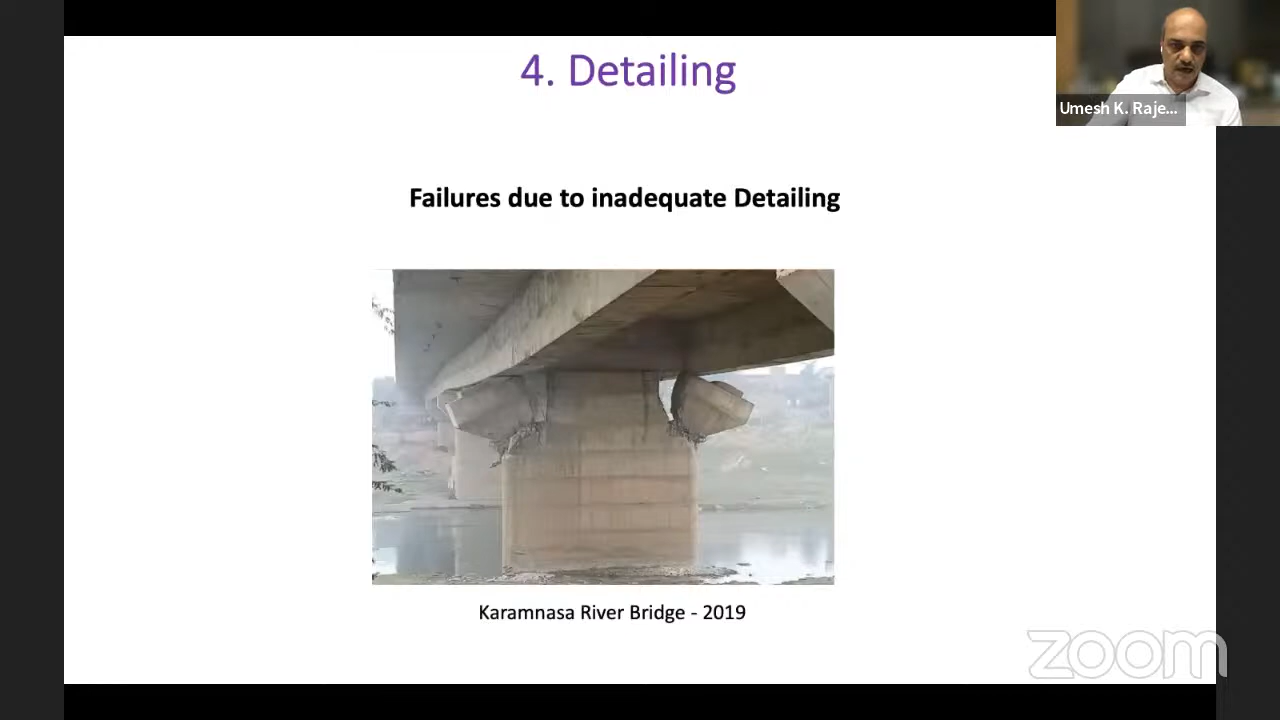 4. Detailing
Umesh K. Raje...
Failures due to inadequate Detailing
Karamnasa River Bridge - 2019
zoom